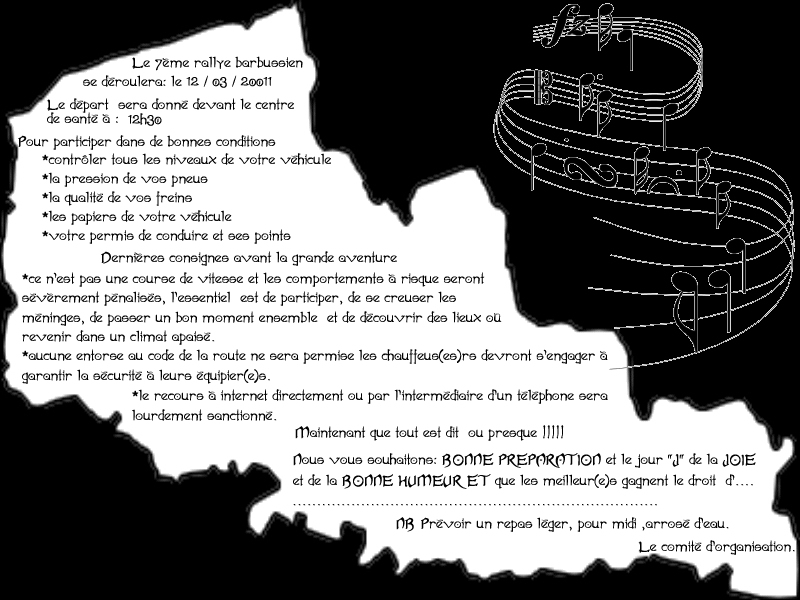 Le 7ème rallye barbussien
se déroulera: le 12 / 03 / 20011
Le départ sera donné devant le centre
de santé à : 12h30
Pour participer dans de bonnes conditions
*contrôler tous les niveaux de votre véhicule
*la pression de vos pneus
*la qualité de vos freins
*les papiers de votre véhicule
*votre permis de conduire et ses points
Dernières consignes avant la grande aventure
*ce n'est pas une course de vitesse et les comportements à risque seront
sévèrement pénalisés, l'essentiel est de participer, de se creuser les
méninges, de passer un bon moment ensemble et de découvrir des lieux où
revenir dans un climat apaisé.
*aucune entorse au code de la route ne sera permise les chauffeus(es)rs devront s'engager à
garantir la sécurité à leurs équipier(e)s.
*le recours à internet directement ou par l'intermédiaire d'un téléphone sera
lourdement sanctionné.
Maintenant que tout est dit ou presque !!!!!
Nous vous souhaitons: BONNE PREPARATION et le jour "J" de la JOIE
et de la BONNE HUMEUR ET que les meilleur(e)s gagnent le droit d'....
..............................................................................
NB Prévoir un repas léger, pour midi ,arrosé d'eau.
Le comité d'organisation.